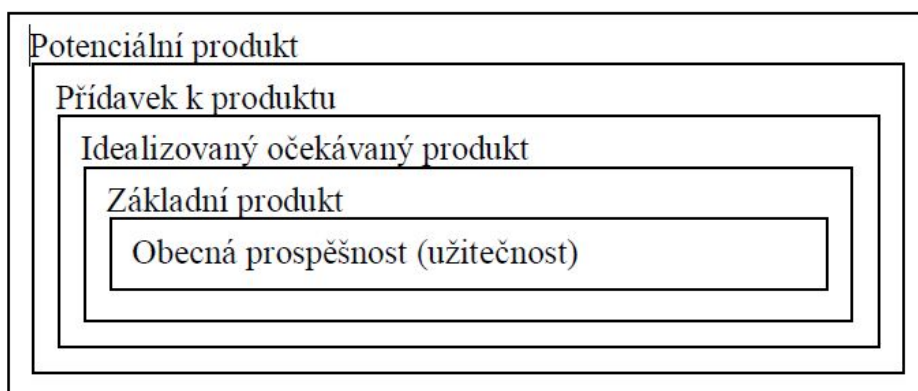 Potenciální produkt
Přídavek k produktu
Idealizovaný očekávaný produkt
Základní produkt
Obecná prospěšnost (užitečnost)